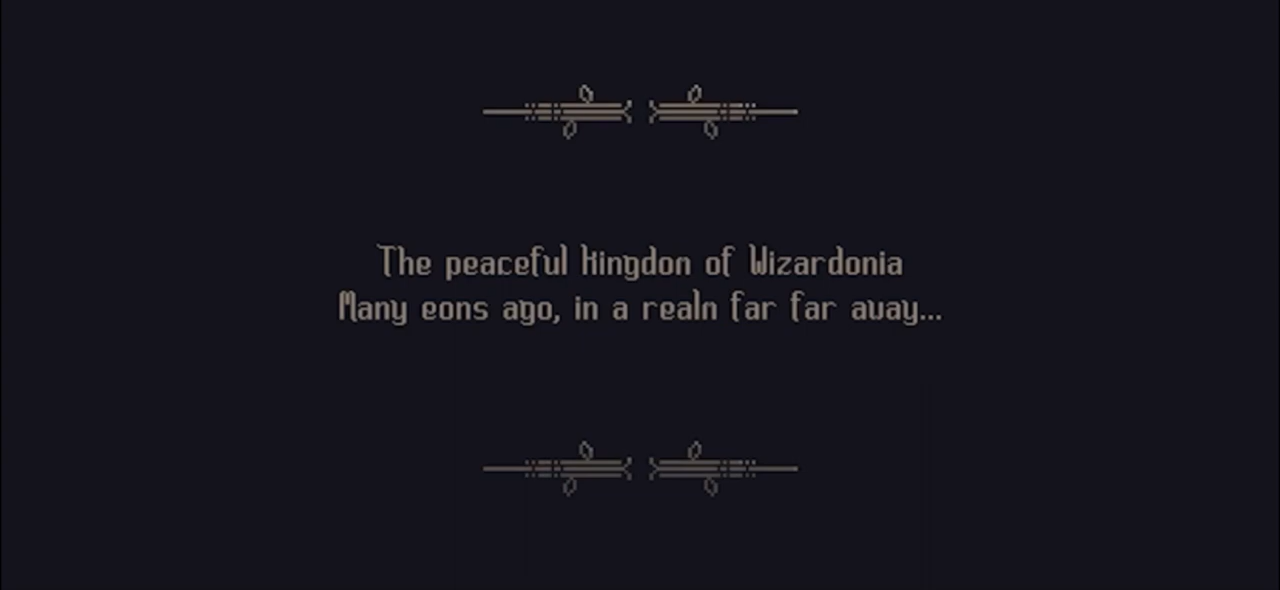 The peaceful kingdom of Wizardonia
Many eons ago, in a realm far far away...